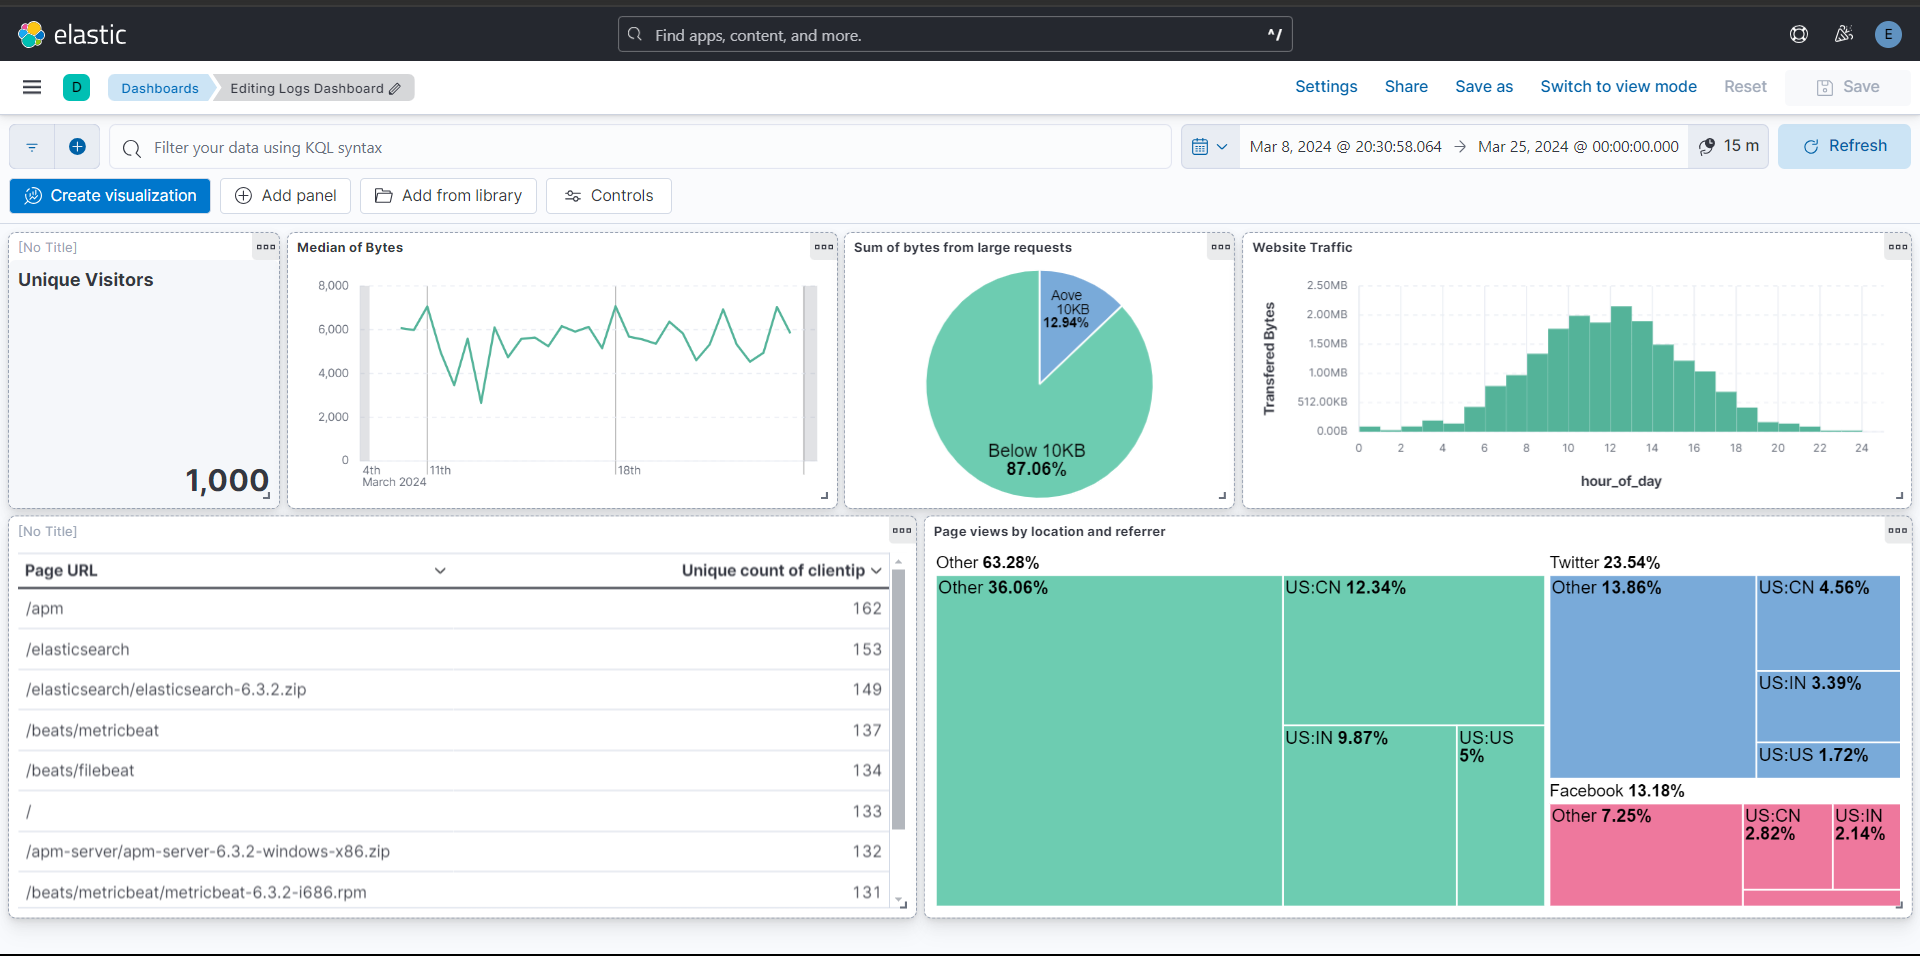 elastic
Find apps, content, and more.
^/
E
D
Dashboards
Editing Logs Dashboard
Settings
Share
Save as
Switch to view mode
Reset
Save
Filter your data using KQL syntax
Mar 8, 2024 @ 20:30:58.064 → Mar 25, 2024 @ 00:00:00.000
15 m
Refresh
Create visualization
Add panel
Add from library
Controls
[No Title]
Unique Visitors
1,000
Median of Bytes
8,000
6,000
4,000
2,000
0
4th
11th
18th
March 2024
Sum of bytes from large requests
Aove
10KB
12.94%
Below 10KB
87.06%
Website Traffic
Transfered Bytes
2.50MB
2.00MB
1.50MB
1.00MB
512.00KB
0.00B
0 2 4 6 8 10 12 14 16 18 20 22 24
hour_of_day
[No Title]
Page URL Unique count of clientip
/apm 162
/elasticsearch 153
/elasticsearch/elasticsearch-6.3.2.zip 149
/beats/metricbeat 137
/beats/filebeat 134
/ 133
/apm-server/apm-server-6.3.2-windows-x86.zip 132
/beats/metricbeat/metricbeat-6.3.2-i686.rpm 131
Page views by location and referrer
Other 63.28%
Other 36.06%
US:CN 12.34%
US:IN 9.87%
US:US
5%
Twitter 23.54%
Other 13.86%
US:CN 4.56%
US:IN 3.39%
US:US 1.72%
Facebook 13.18%
Other 7.25%
US:CN
2.82%
US:IN
2.14%